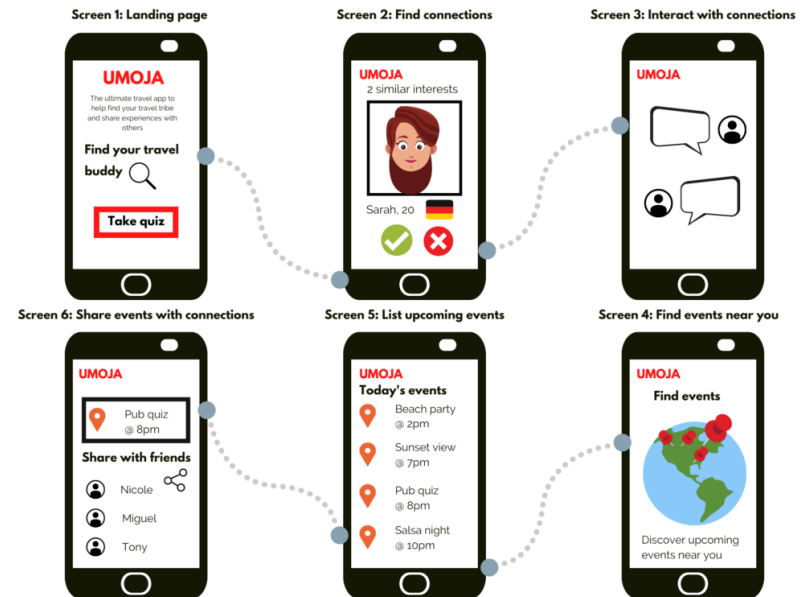 Screen 1: Landing page
UMOJA
The ultimate travel app to
help find your travel tribe
and share experiences with
others
Find your travel
buddy
Take quiz
Screen 2: Find connections
UMOJA
2 similar interests
Sarah, 20
Screen 3: Interact with connections
UMOJA
Screen 6: Share events with connections
UMOJA
Pub quiz
@ 8pm
Share with friends
Nicole
Miguel
Tony
Screen 5: List upcoming events
UMOJA
Today's events
Beach party
@ 2pm
Sunset view
@ 7pm
Pub quiz
@ 8pm
Salsa night
@ 10pm
Screen 4: Find events near you
UMOJA
Find events
Discover upcoming
events near you